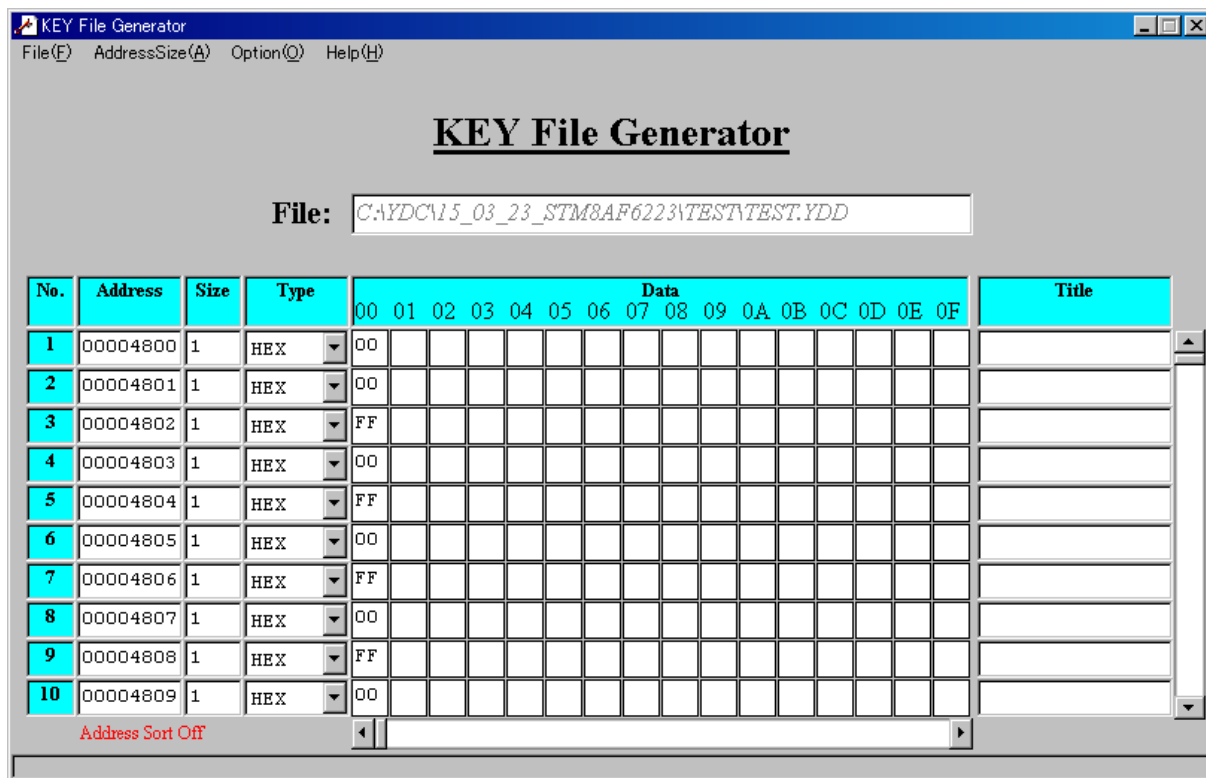 KEY File Generator
File(F) AddressSize(A) Option(O) Help(H)
KEY File Generator
File: C:\YDC\15_03_23_STM8AF6223\TEST\TEST.YDD
No. Address Size Type Data Title
00 01 02 03 04 05 06 07 08 09 0A 0B 0C 0D 0E 0F
1 00004800 1 HEX 00
2 00004801 1 HEX 00
3 00004802 1 HEX FF
4 00004803 1 HEX 00
5 00004804 1 HEX FF
6 00004805 1 HEX 00
7 00004806 1 HEX FF
8 00004807 1 HEX 00
9 00004808 1 HEX FF
10 00004809 1 HEX 00
Address Sort Off